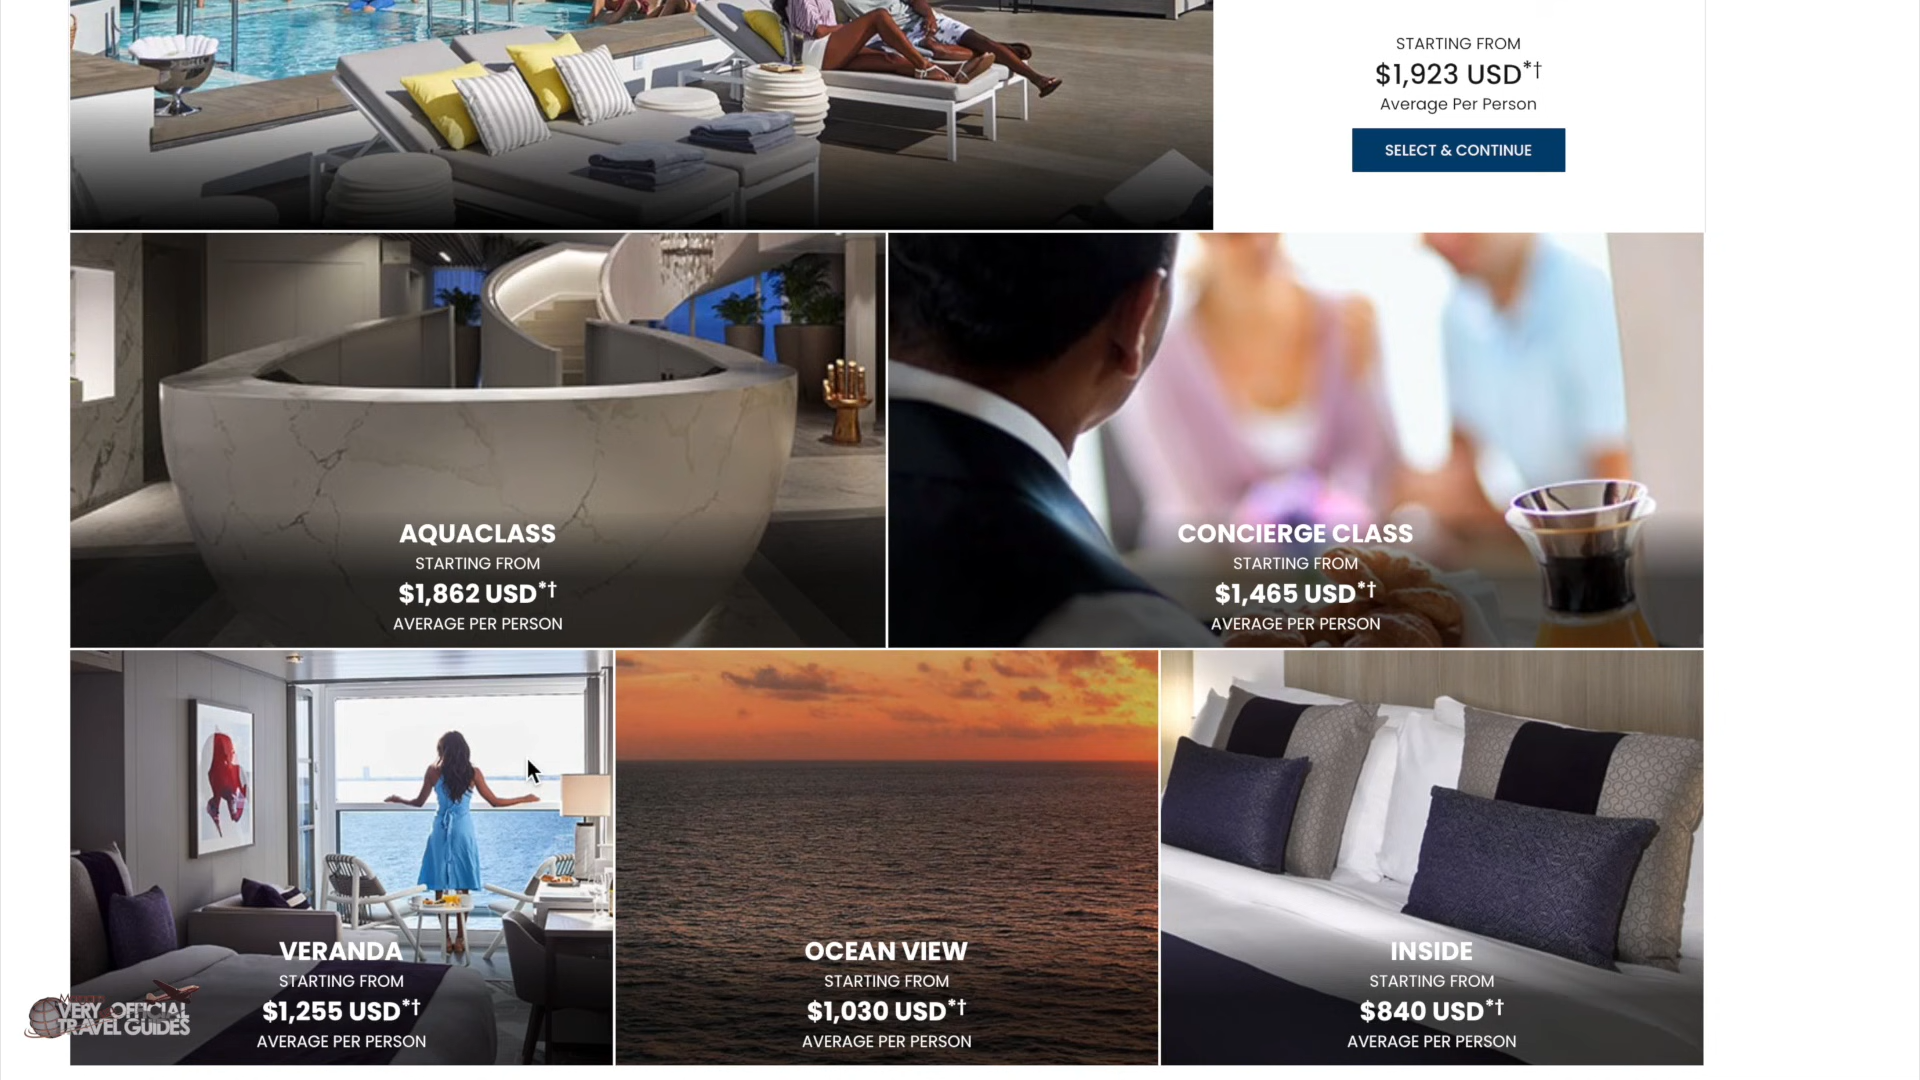 STARTING FROM
$1,923 USD*†
Average Per Person
SELECT & CONTINUE
AQUACLASS
STARTING FROM
$1,862 USD*†
AVERAGE PER PERSON
CONCIERGE CLASS
STARTING FROM
$1,465 USD*†
AVERAGE PER PERSON
VERANDA
STARTING FROM
$1,255 USD*†
AVERAGE PER PERSON
OCEAN VIEW
STARTING FROM
$1,030 USD*†
AVERAGE PER PERSON
INSIDE
STARTING FROM
$840 USD*†
AVERAGE PER PERSON
VERY OFFICIAL
TRAVEL GUIDES